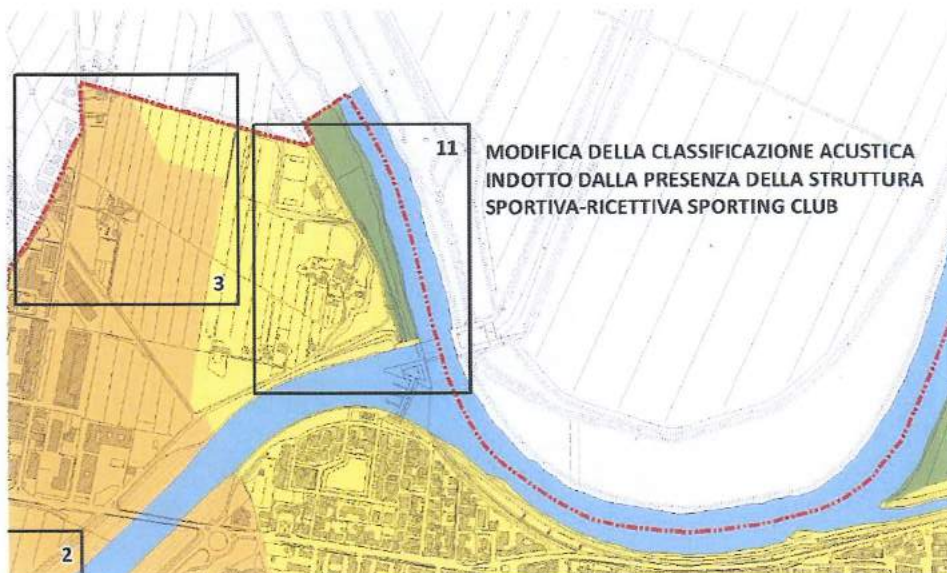 11
MODIFICA DELLA CLASSIFICAZIONE ACUSTICA
INDOTTO DALLA PRESENZA DELLA STRUTTURA
SPORTIVA-RICETTIVA SPORTING CLUB
3
2